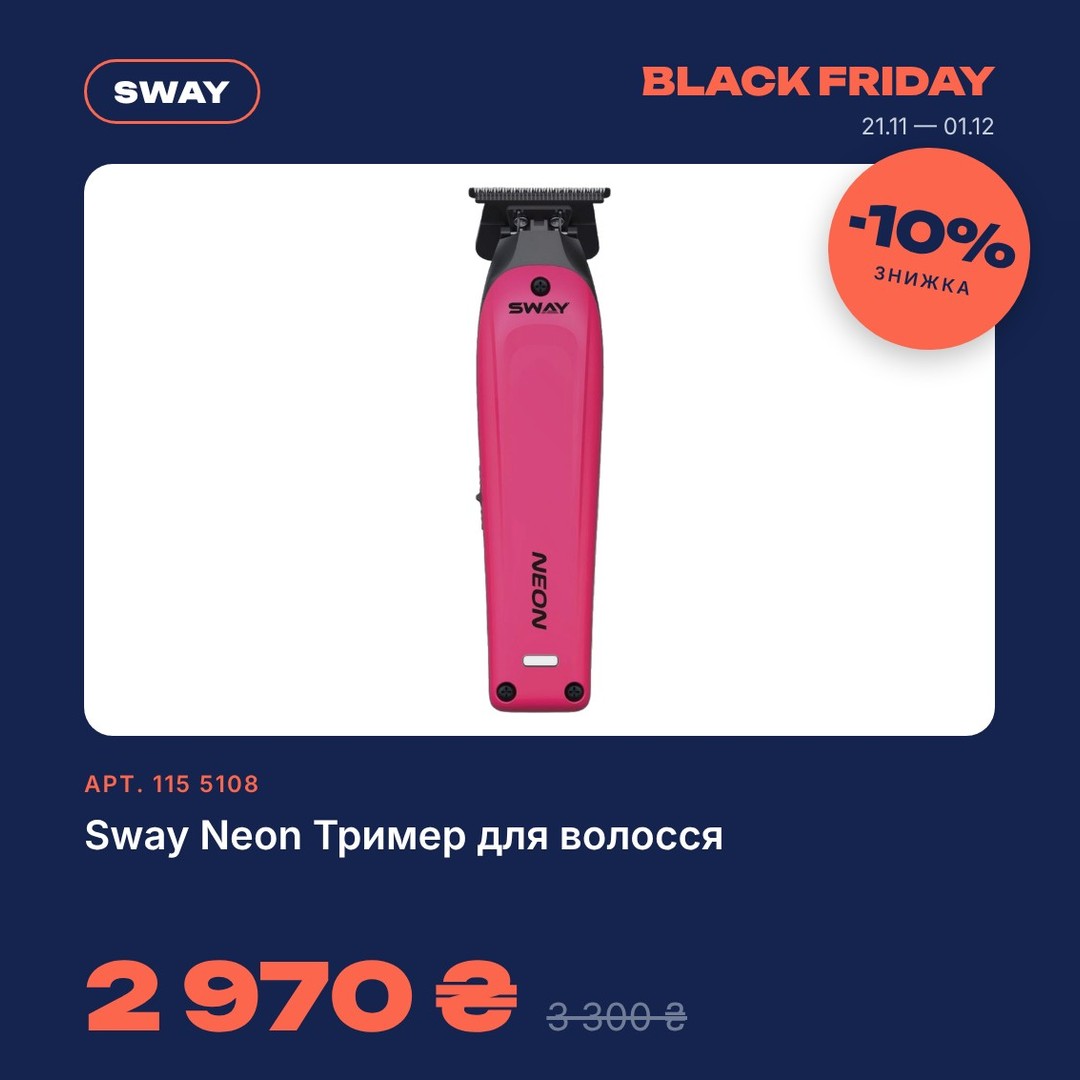 SWAY
BLACK FRIDAY
21.11 — 01.12
-10%
ЗНИЖКА
SWAY
NEON
АРТ. 115 5108
Sway Neon Тример для волосся
2 970 ₴ 3 300 ₴